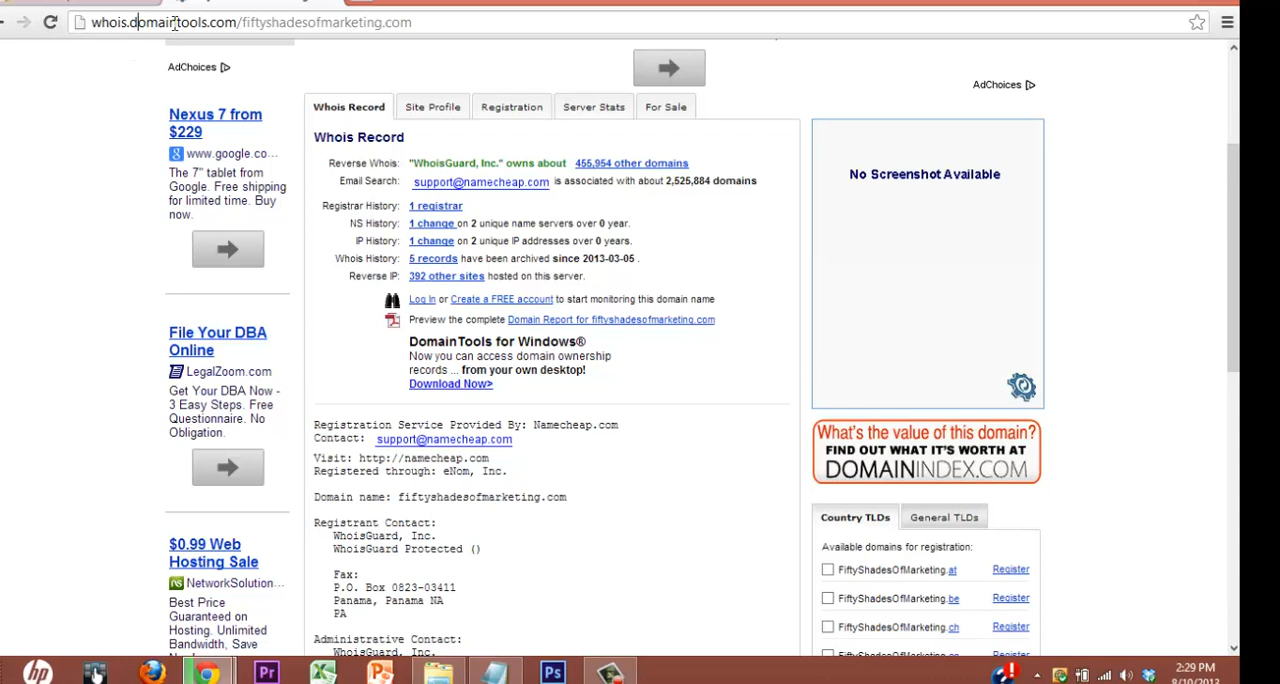 whois.domaintools.com/fiftyshadesofmarketing.com
AdChoices
AdChoices
Nexus 7 from
$229
www.google.co...
The 7" tablet from
Google. Free shipping
for limited time. Buy
now.
File Your DBA
Online
LegalZoom.com
Get Your DBA Now -
3 Easy Steps. Free
Questionnaire. No
Obligation.
$0.99 Web
Hosting Sale
NetworkSolution...
Best Price
Guaranteed on
Hosting. Unlimited
Bandwidth, Save
Whois Record
Site Profile
Registration
Server Stats
For Sale
Whois Record
Reverse Whois: "WhoisGuard, Inc." owns about 455,954 other domains
Email Search: support@namecheap.com is associated with about 2,525,884 domains
Registrar History: 1 registrar
NS History: 1 change on 2 unique name servers over 0 year.
IP History: 1 change on 2 unique IP addresses over 0 years.
Whois History: 5 records have been archived since 2013-03-05 .
Reverse IP: 392 other sites hosted on this server.
Log In or Create a FREE account to start monitoring this domain name
Preview the complete Domain Report for fiftyshadesofmarketing.com
DomainTools for Windows®
Now you can access domain ownership
records ... from your own desktop!
Download Now>
Registration Service Provided By: Namecheap.com
Contact: support@namecheap.com
Visit: http://namecheap.com
Registered through: eNom, Inc.
Domain name: fiftyshadesofmarketing.com
Registrant Contact:
WhoisGuard, Inc.
WhoisGuard Protected ()
Fax:
P.O. Box 0823-03411
Panama, Panama NA
PA
Administrative Contact:
WhoisGuard, Inc.
No Screenshot Available
What's the value of this domain?
FIND OUT WHAT IT'S WORTH AT
DOMAININDEX.COM
Country TLDs
General TLDs
Available domains for registration:
FiftyShadesOfMarketing.at Register
FiftyShadesOfMarketing.be Register
FiftyShadesOfMarketing.ch Register
hp
Pr
Ps
2:29 PM
8/10/2013